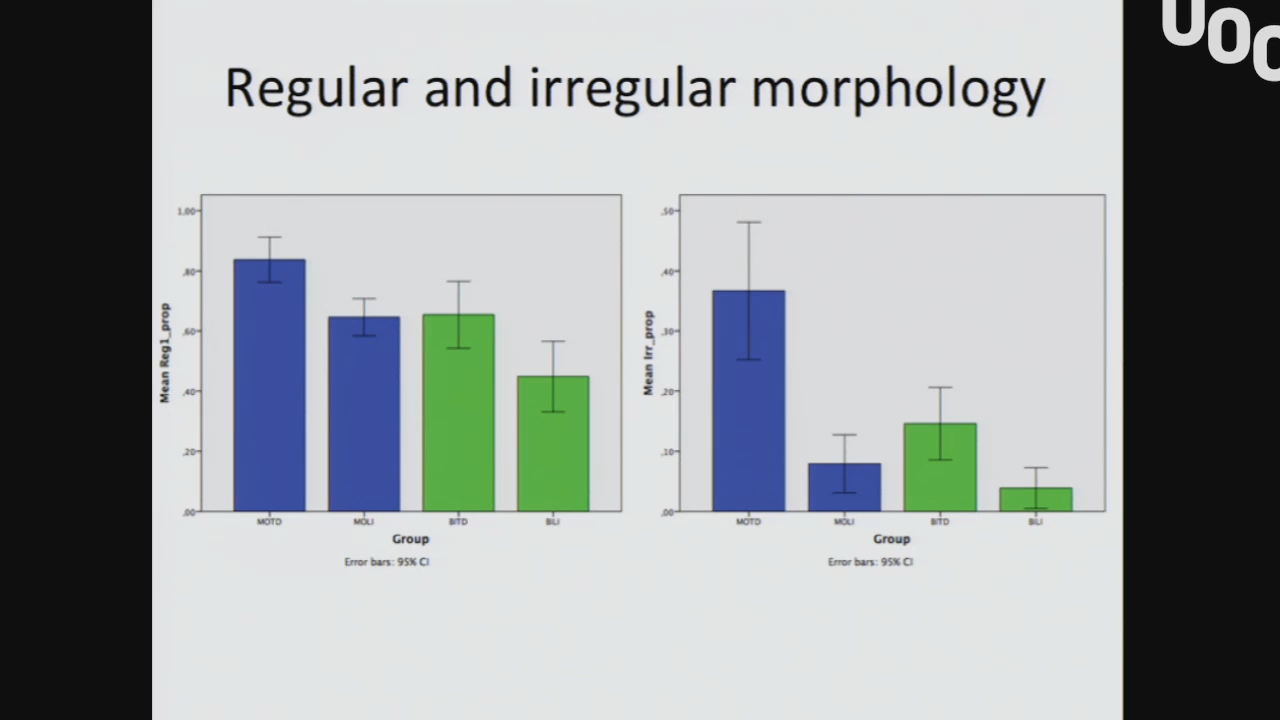 UOC
Regular and irregular morphology
1,00
,80
,60
,40
,20
,00
Mean Reg1_prop
MOTD MOLI BITD BILI
Group
Error bars: 95% CI
,50
,40
,30
,20
,10
,00
Mean Irr_prop
MOTD MOLI BITD BILI
Group
Error bars: 95% CI